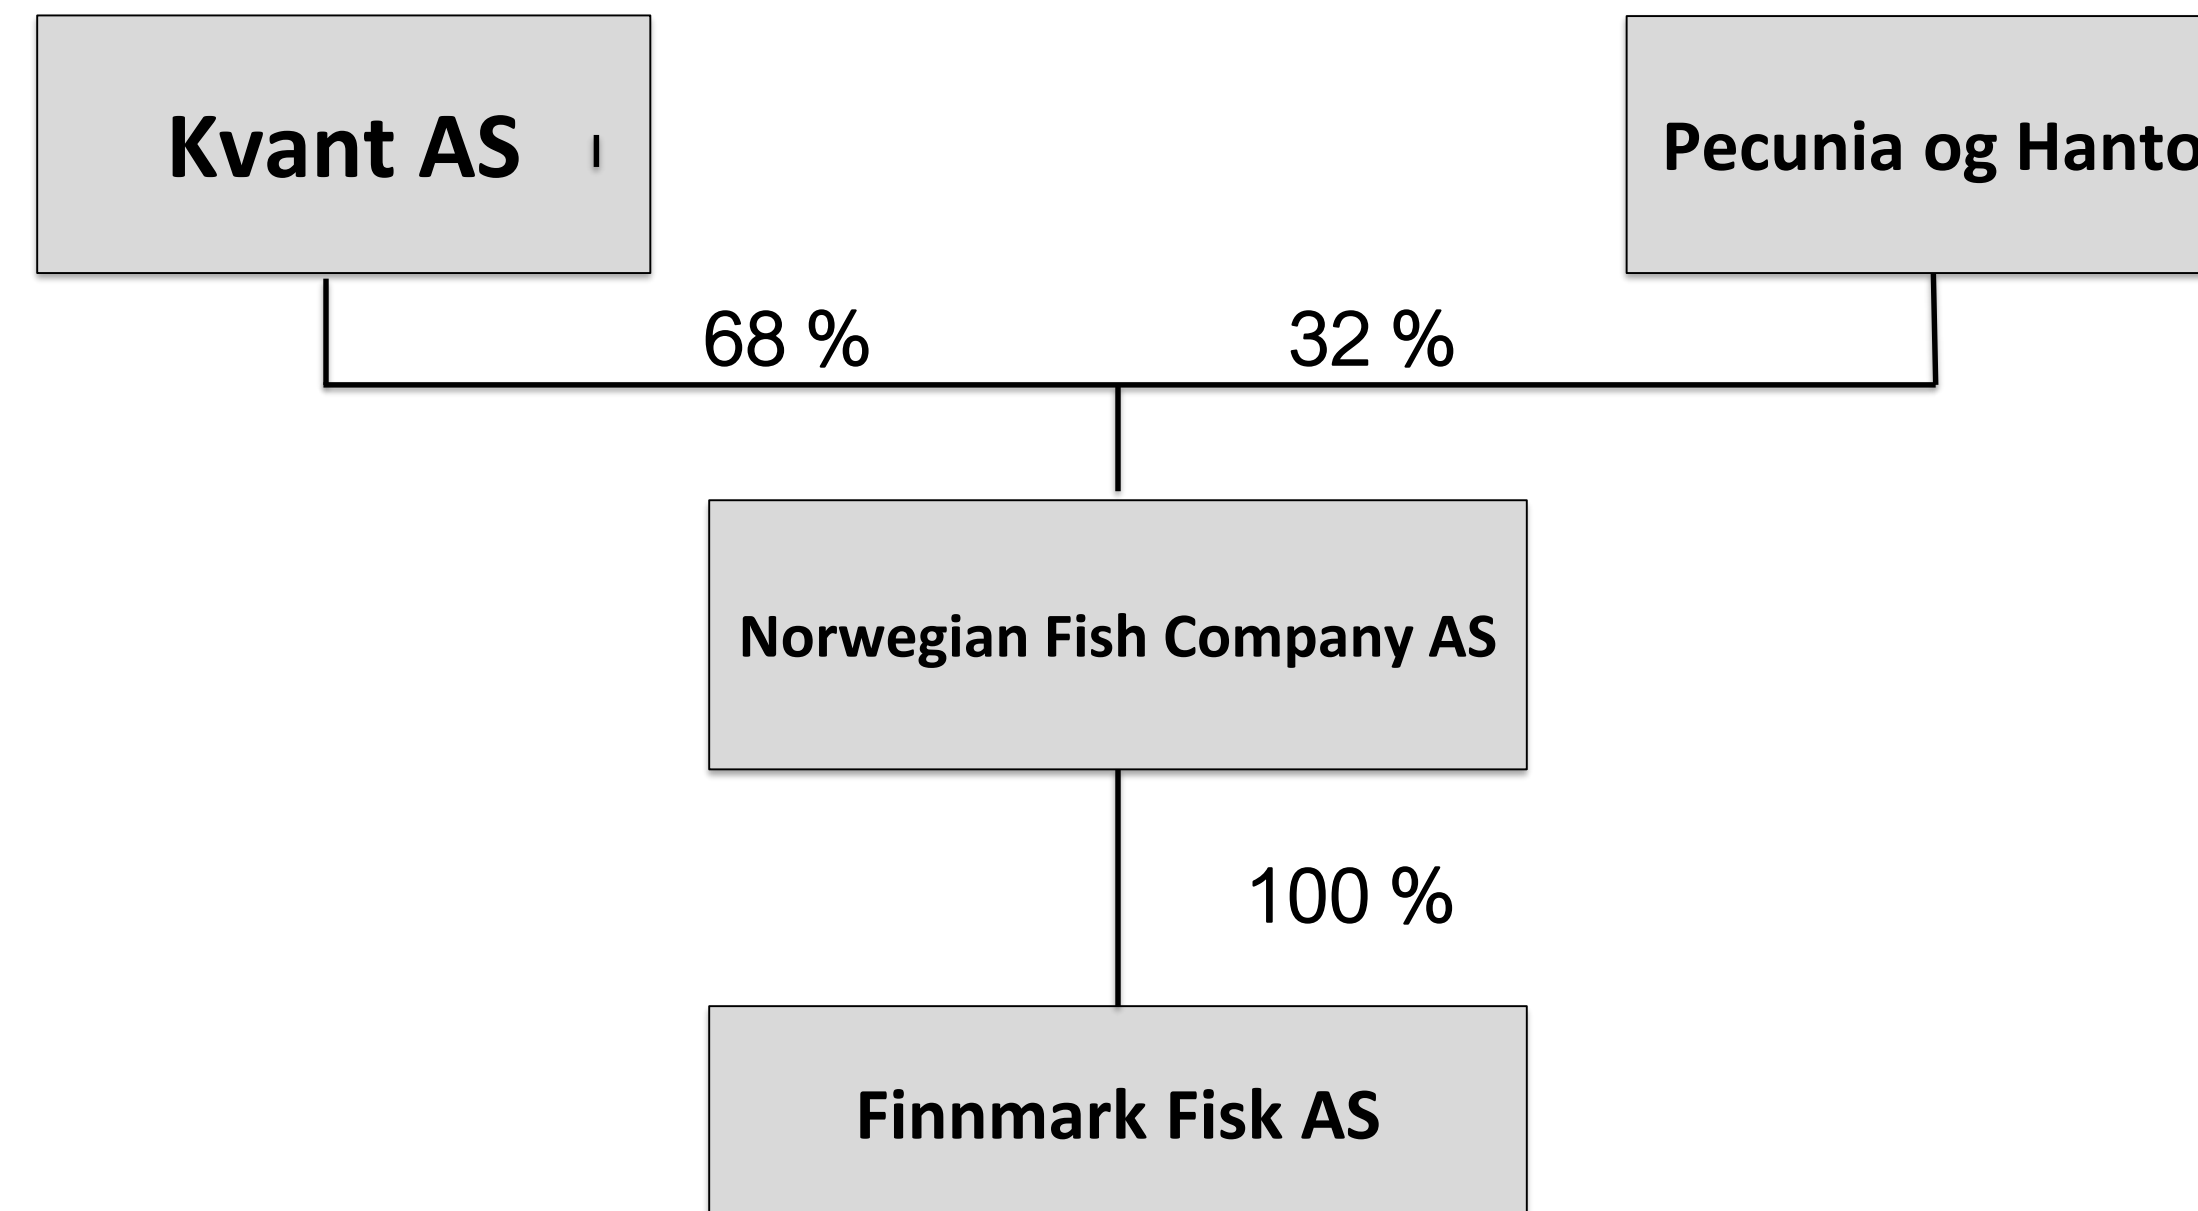 Kvant AS
Pecunia og Hanto
68 %
32 %
Norwegian Fish Company AS
100 %
Finnmark Fisk AS